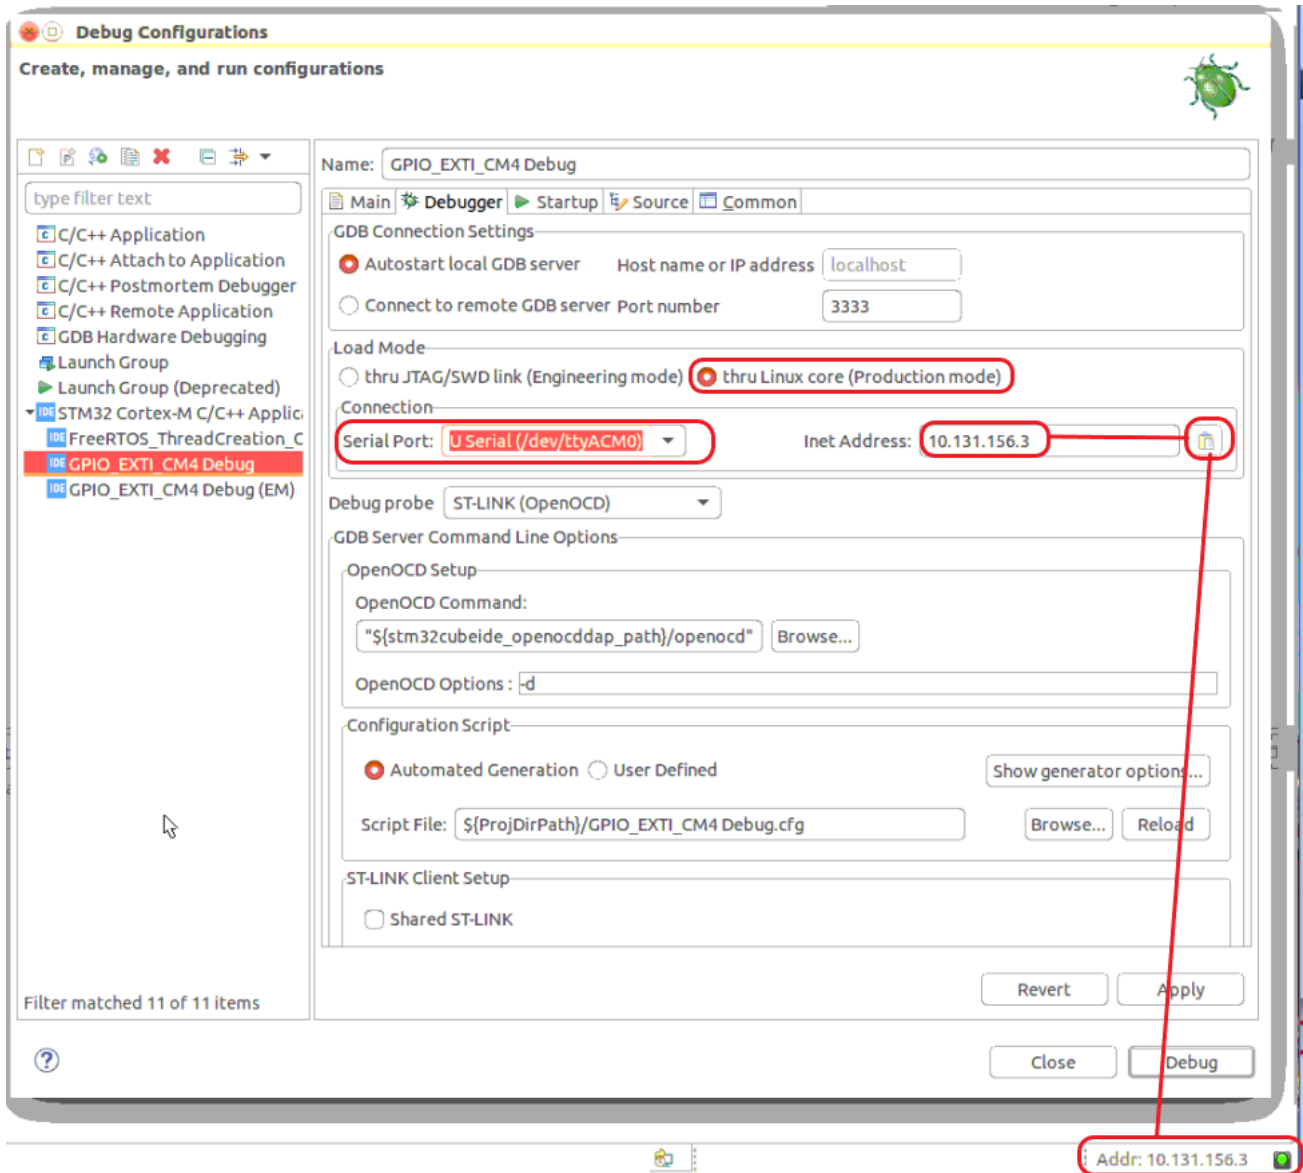 Debug Configurations
Create, manage, and run configurations
Name: GPIO_EXTI_CM4 Debug
type filter text
C/C++ Application
C/C++ Attach to Application
C/C++ Postmortem Debugger
C/C++ Remote Application
GDB Hardware Debugging
Launch Group
Launch Group (Deprecated)
IDE STM32 Cortex-M C/C++ Applic
IDE FreeRTOS_ThreadCreation_C
IDE GPIO_EXTI_CM4 Debug
IDE GPIO_EXTI_CM4 Debug (EM)
Filter matched 11 of 11 items
Main Debugger Startup Source Common
GDB Connection Settings
Autostart local GDB server Host name or IP address localhost
Connect to remote GDB server Port number 3333
Load Mode
thru JTAG/SWD link (Engineering mode) thru Linux core (Production mode)
Connection
Serial Port: U Serial (/dev/ttyACM0) Inet Address: 10.131.156.3
Debug probe ST-LINK (OpenOCD)
GDB Server Command Line Options
OpenOCD Setup
OpenOCD Command:
"${stm32cubeide_openocddap_path}/openocd" Browse...
OpenOCD Options : -d
Configuration Script
Automated Generation User Defined Show generator options...
Script File: ${ProjDirPath}/GPIO_EXTI_CM4 Debug.cfg Browse... Reload
ST-LINK Client Setup
Shared ST-LINK
Revert Apply
Close Debug
Addr: 10.131.156.3